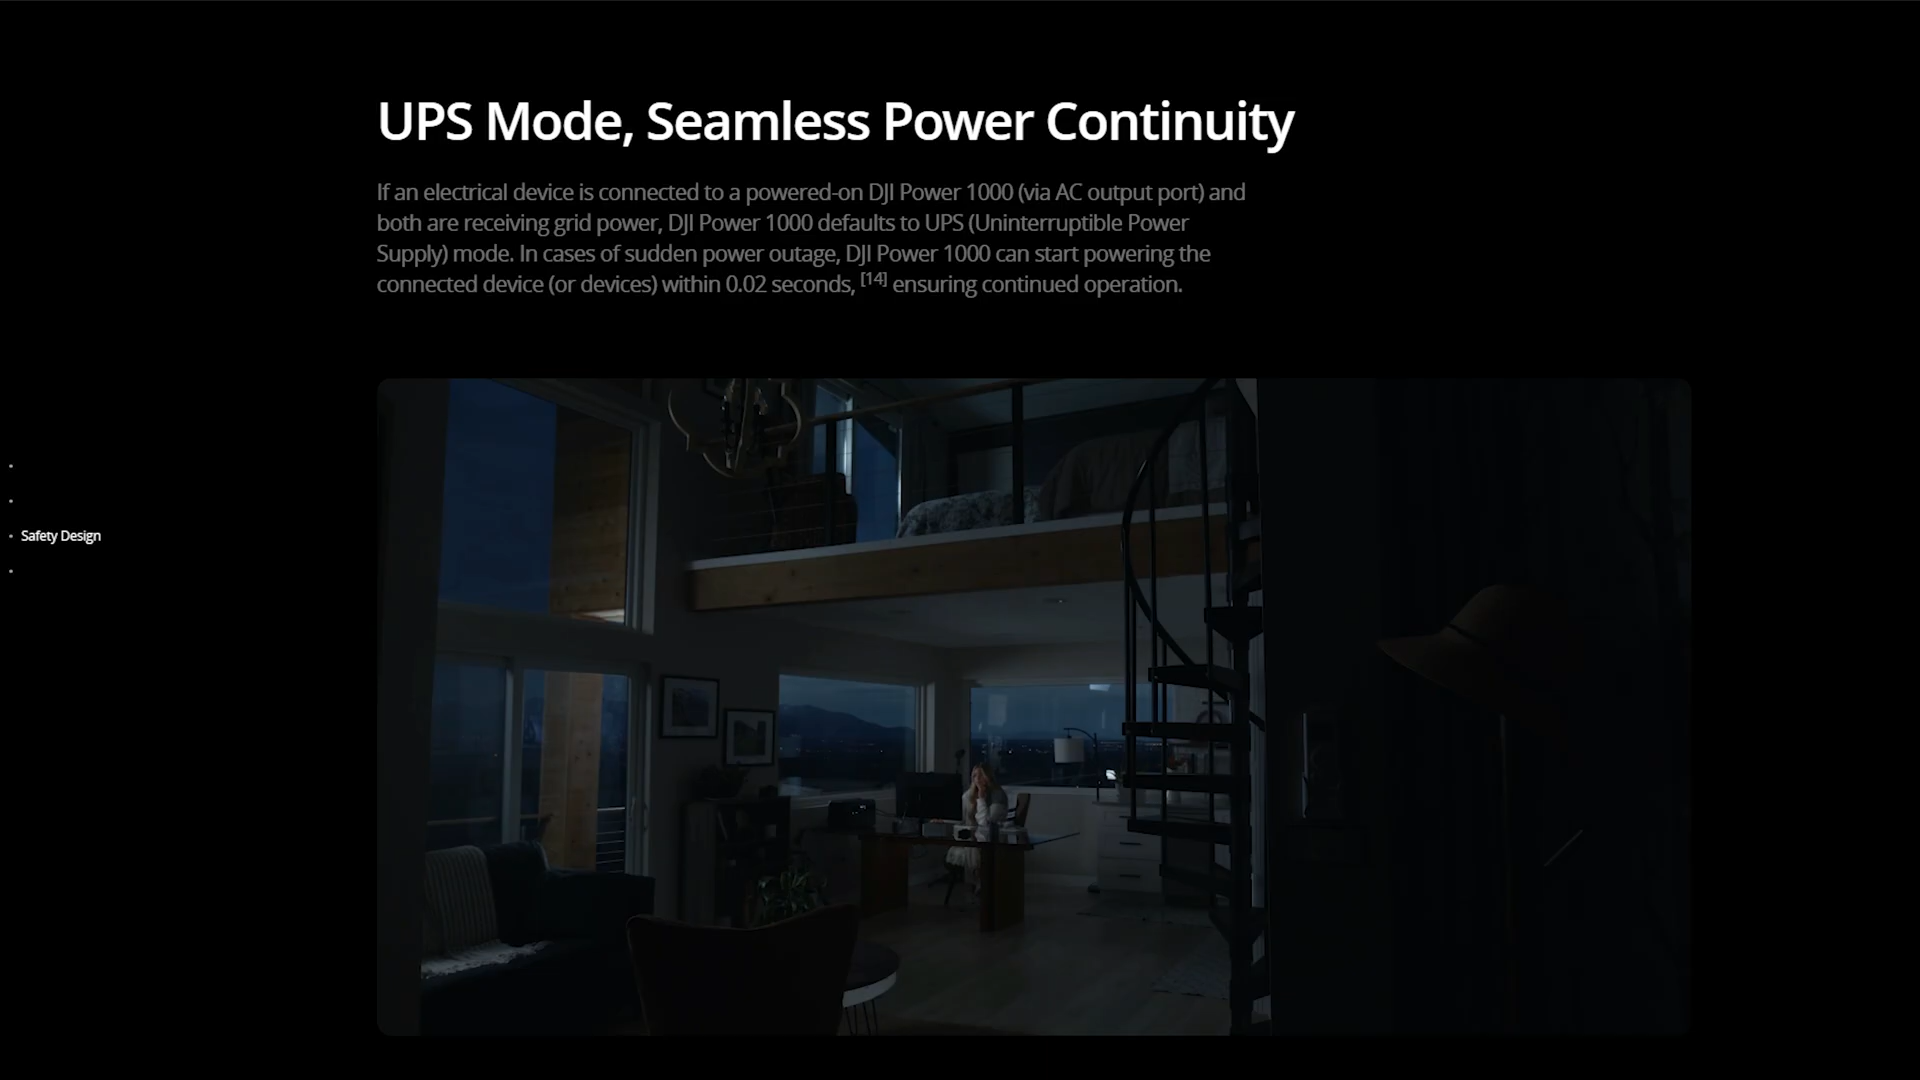 UPS Mode, Seamless Power Continuity
If an electrical device is connected to a powered-on DJI Power 1000 (via AC output port) and
both are receiving grid power, DJI Power 1000 defaults to UPS (Uninterruptible Power
Supply) mode. In cases of sudden power outage, DJI Power 1000 can start powering the
connected device (or devices) within 0.02 seconds, [14] ensuring continued operation.
Safety Design